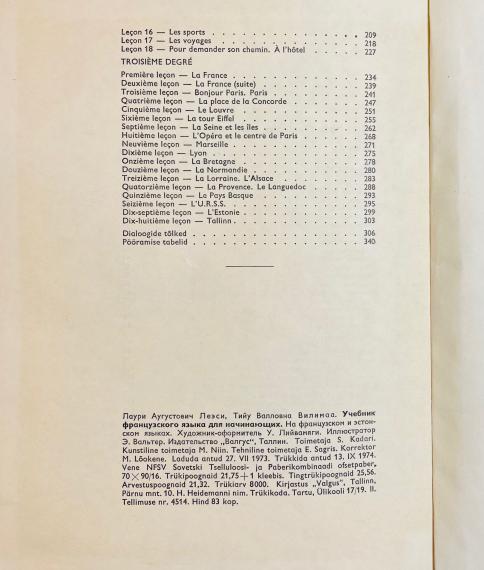 Leçon 16 — Les sports . . . . . . . . . . . . . . . 209
Leçon 17 — Les voyages . . . . . . . . . . . . . . 218
Leçon 18 — Pour demander son chemin. À l'hôtel . . . . . 227
TROISIÈME DEGRÉ
Première leçon — La France . . . . . . . . . . . . 234
Deuxième leçon — La France (suite) . . . . . . . . . . 239
Troisième leçon — Bonjour Paris. Paris . . . . . . . . . 241
Quatrième leçon — La place de la Concorde . . . . . . . 247
Cinquième leçon — Le Louvre . . . . . . . . . . . . 251
Sixième leçon — La tour Eiffel . . . . . . . . . . . . 255
Septième leçon — La Seine et les îles . . . . . . . . . 262
Huitième leçon — L'Opéra et le centre de Paris . . . . . . 268
Neuvième leçon — Marseille . . . . . . . . . . . . 271
Dixième leçon — Lyon . . . . . . . . . . . . . . 275
Onzième leçon — La Bretagne . . . . . . . . . . . . 278
Douzième leçon — La Normandie . . . . . . . . . . . 280
Treizième leçon — La Lorraine. L'Alsace . . . . . . . . 283
Quatorzième leçon — La Provence. Le Languedoc . . . . . 288
Quinzième leçon — Le Pays Basque . . . . . . . . . . 293
Seizième leçon — L'U.R.S.S. . . . . . . . . . . . . 295
Dix-septième leçon — L'Estonie . . . . . . . . . . . 299
Dix-huitième leçon — Tallinn . . . . . . . . . . . . 303
Dialoogide tõlked . . . . . . . . . . . . . . . . 306
Pööramise tabelid . . . . . . . . . . . . . . . . 340
Лаури Аугустович Леэси, Тийу Валловна Вилимаа. Учебник
французского языка для начинающих. На французском и эстон-
ском языках. Художник-оформитель У. Лийвамяги. Иллюстратор
Э. Вальтер. Издательство „Валгус“, Таллин. Toimetaja S. Kadari.
Kunstiline toimetaja M. Niin. Tehniline toimetaja E. Sagris. Korrektor
M. Lõokene. Laduda antud 27. VII 1973. Trükkida antud 13. IX 1974.
Vene NFSV Sovetski Tselluloosi- ja Paberikombinaadi ofsetpaber,
70×90/16. Trükipoognaid 21,75+1 kleebis. Tingtrükipoognaid 25,56.
Arvestuspoognaid 21,32. Trükiarv 8000. Kirjastus „Valgus“, Tallinn,
Pärnu mnt. 10. H. Heidemanni nim. Trükikoda. Tartu, Ülikooli 17/19. II.
Tellimuse nr. 4514. Hind 83 kop.